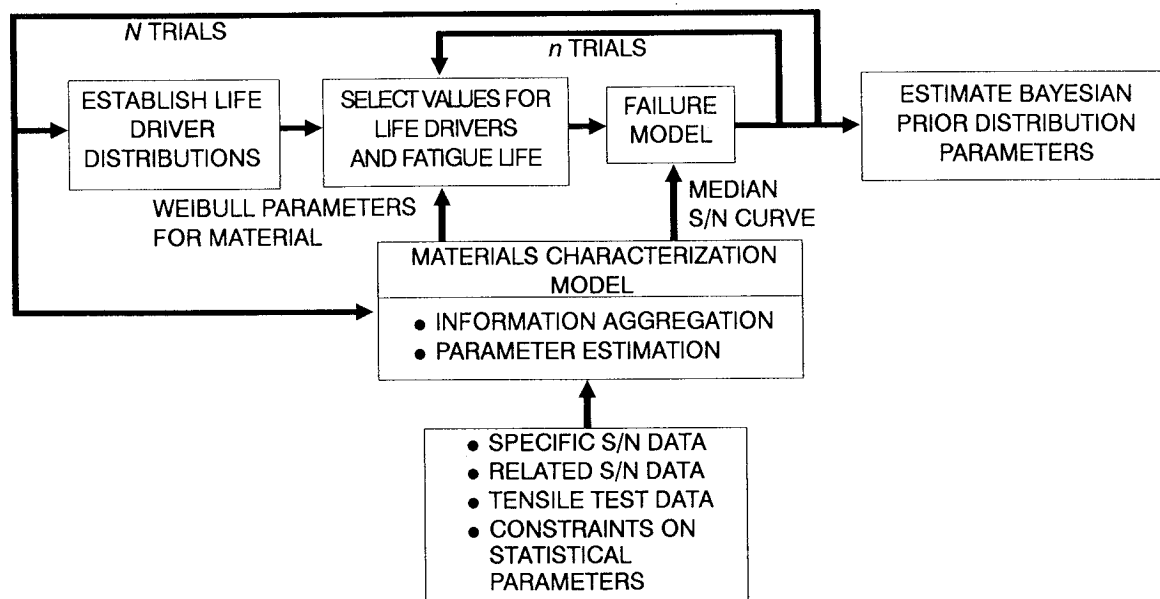 N TRIALS
n TRIALS
ESTABLISH LIFE
DRIVER
DISTRIBUTIONS
SELECT VALUES FOR
LIFE DRIVERS
AND FATIGUE LIFE
FAILURE
MODEL
ESTIMATE BAYESIAN
PRIOR DISTRIBUTION
PARAMETERS
WEIBULL PARAMETERS
FOR MATERIAL
MEDIAN
S/N CURVE
MATERIALS CHARACTERIZATION
MODEL
● INFORMATION AGGREGATION
● PARAMETER ESTIMATION
● SPECIFIC S/N DATA
● RELATED S/N DATA
● TENSILE TEST DATA
● CONSTRAINTS ON
STATISTICAL
PARAMETERS